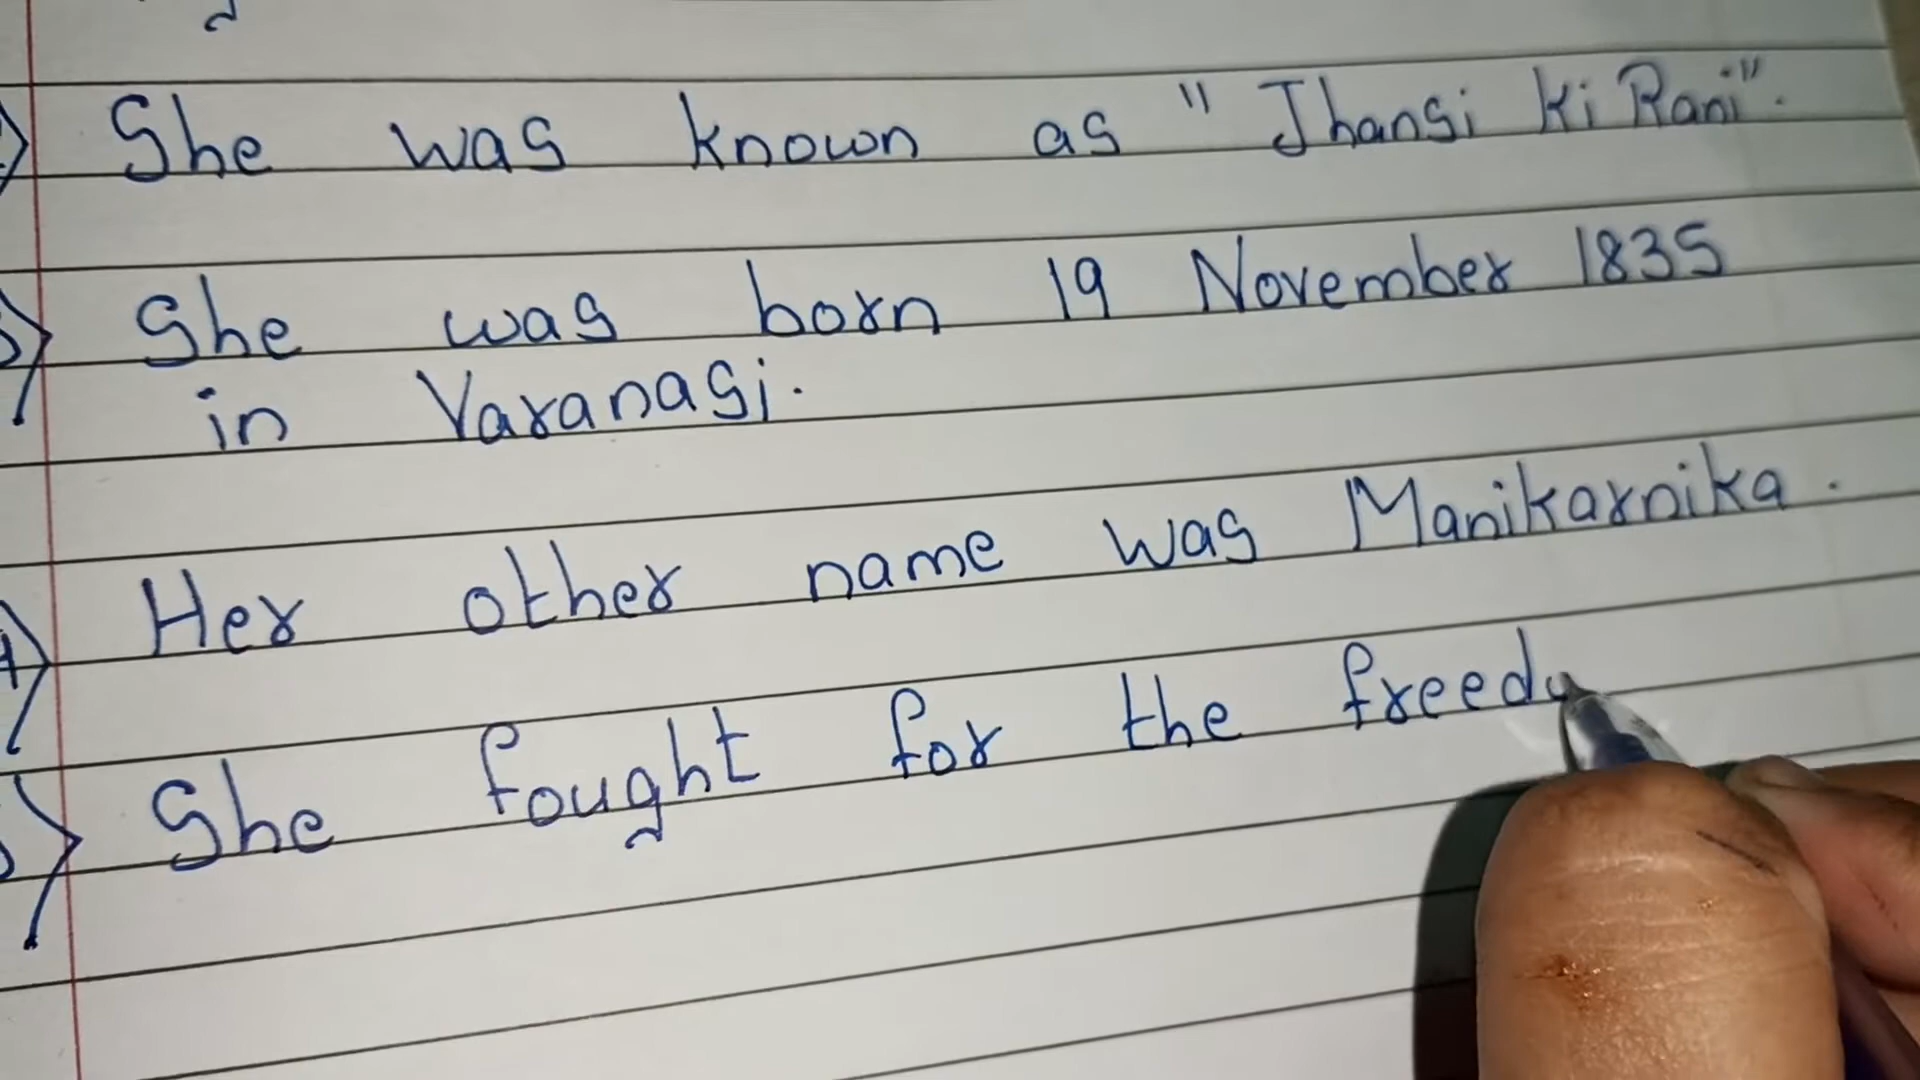 She was known as "Jhansi Ki Rani".
She was born 19 November 1835
in Varanasi.
4) Her other name was Manikarnika.
She fought for the